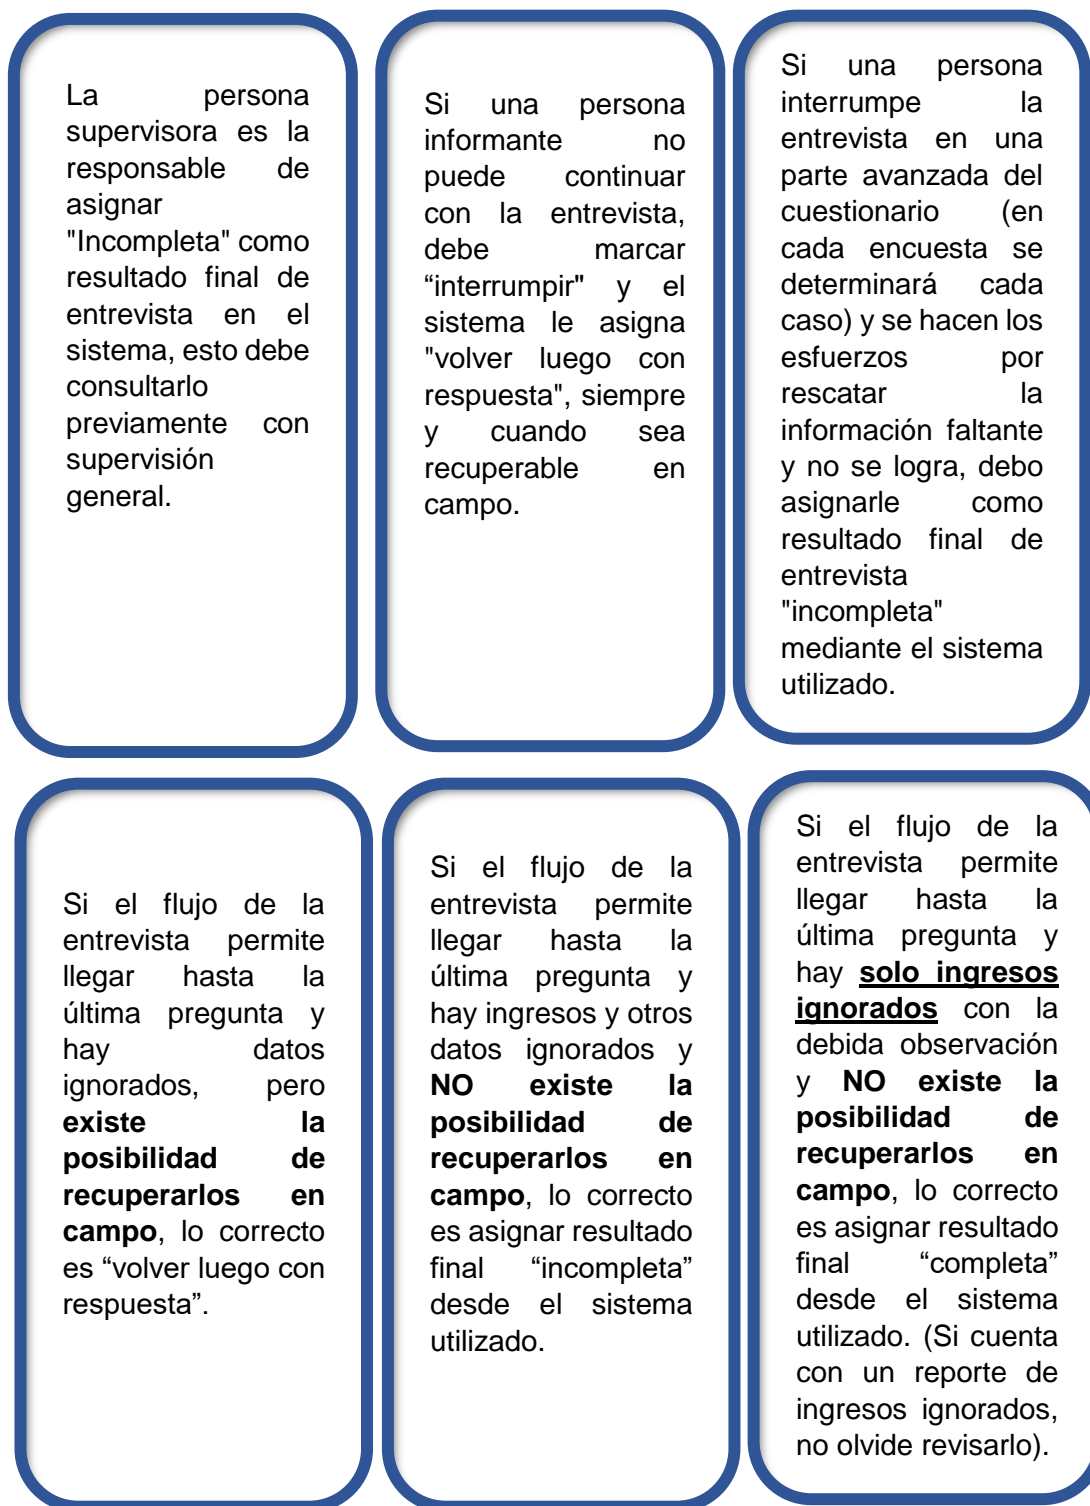 La persona
supervisora es la
responsable de
asignar
"Incompleta" como
resultado final de
entrevista en el
sistema, esto debe
consultarlo
previamente con
supervisión
general.
Si una persona
informante no
puede continuar
con la entrevista,
debe marcar
“interrumpir" y el
sistema le asigna
"volver luego con
respuesta", siempre
y cuando sea
recuperable en
campo.
Si una persona
interrumpe la
entrevista en una
parte avanzada del
cuestionario (en
cada encuesta se
determinará cada
caso) y se hacen los
esfuerzos por
rescatar la
información faltante
y no se logra, debo
asignarle como
resultado final de
entrevista
"incompleta"
mediante el sistema
utilizado.
Si el flujo de la
entrevista permite
llegar hasta la
última pregunta y
hay datos
ignorados, pero
existe la
posibilidad de
recuperarlos en
campo, lo correcto
es “volver luego con
respuesta”.
Si el flujo de la
entrevista permite
llegar hasta la
última pregunta y
hay ingresos y otros
datos ignorados y
NO existe la
posibilidad de
recuperarlos en
campo, lo correcto
es asignar resultado
final “incompleta”
desde el sistema
utilizado.
Si el flujo de la
entrevista permite
llegar hasta la
última pregunta y
hay solo ingresos
ignorados con la
debida observación
y NO existe la
posibilidad de
recuperarlos en
campo, lo correcto
es asignar resultado
final “completa”
desde el sistema
utilizado. (Si cuenta
con un reporte de
ingresos ignorados,
no olvide revisarlo).